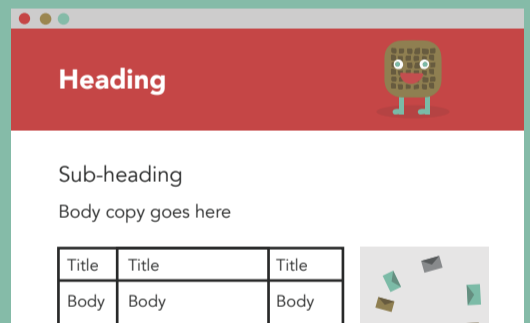 Heading
Sub-heading
Body copy goes here
Title Title Title
Body Body Body